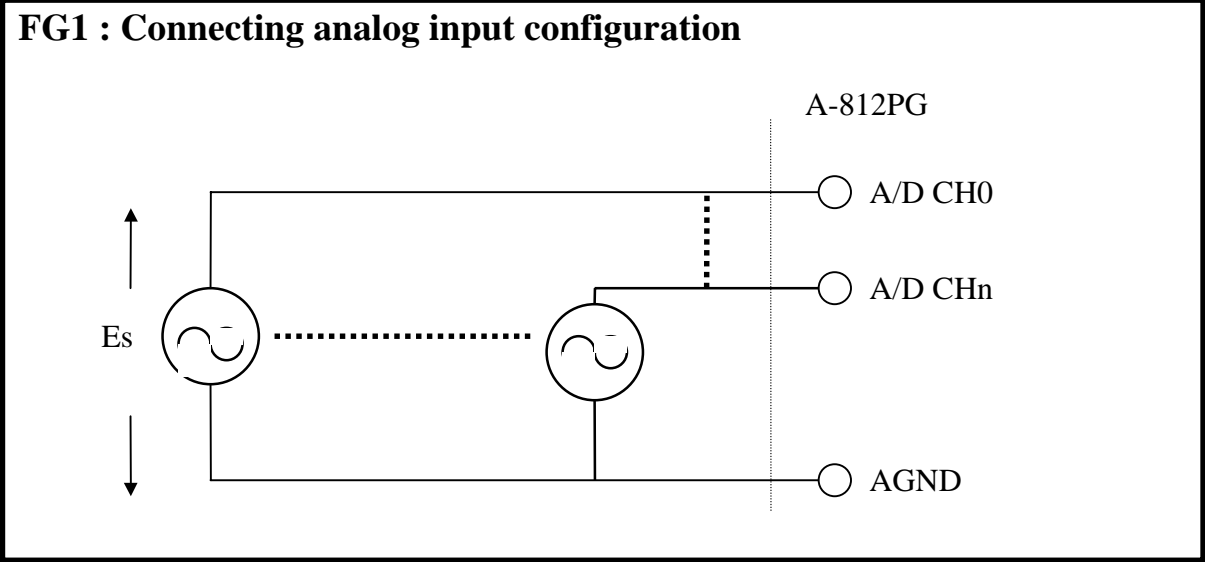 FG1 : Connecting analog input configuration
A-812PG
A/D CH0
A/D CHn
Es
AGND